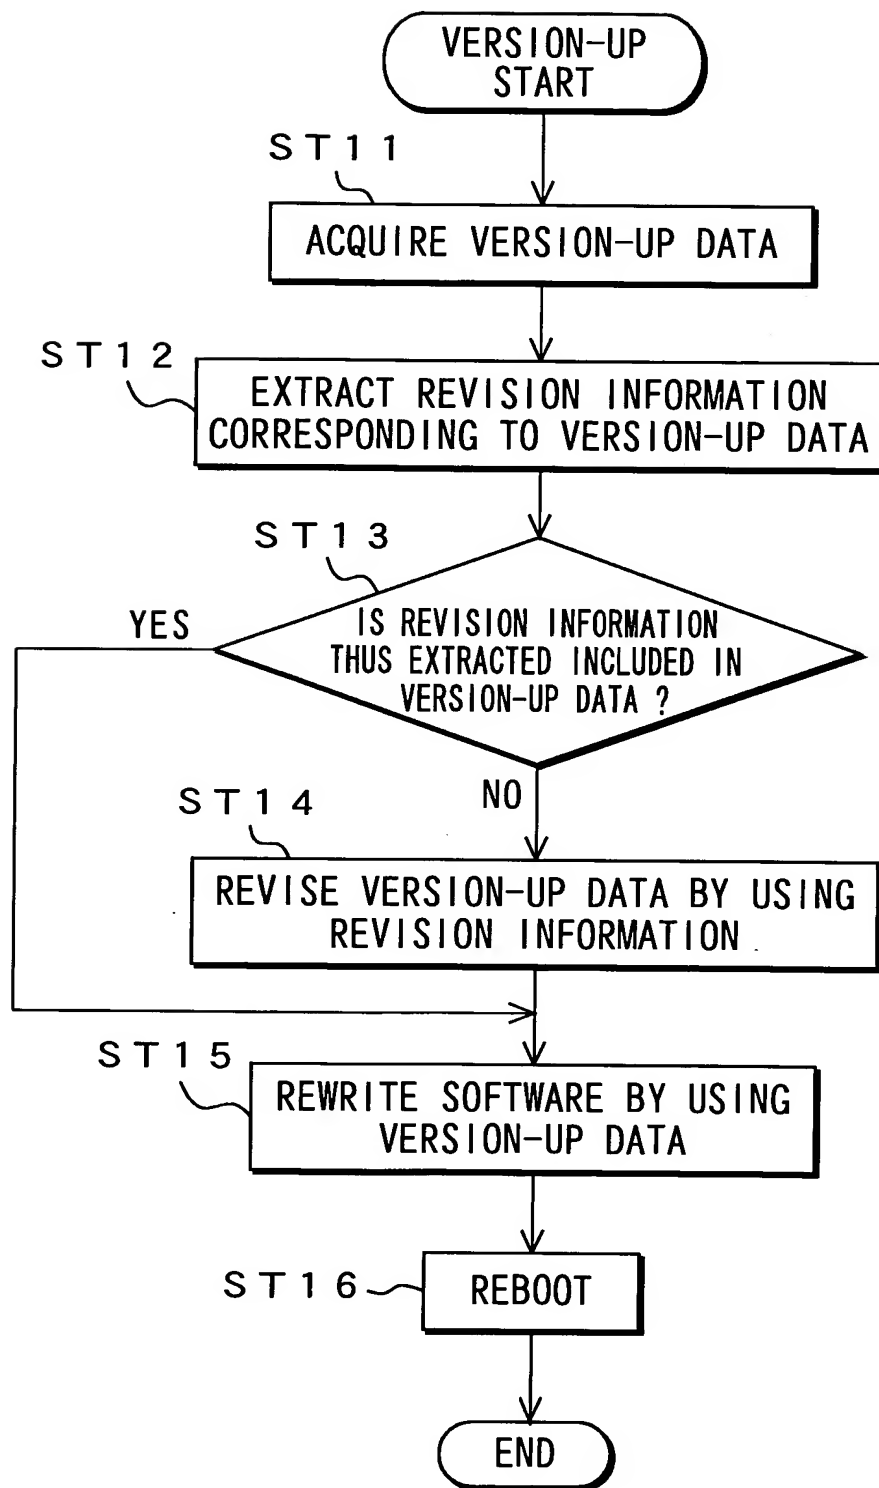 VERSION-UP
START
ST11
ACQUIRE VERSION-UP DATA
ST12
EXTRACT REVISION INFORMATION
CORRESPONDING TO VERSION-UP DATA
ST13
YES
IS REVISION INFORMATION
THUS EXTRACTED INCLUDED IN
VERSION-UP DATA ?
NO
ST14
REVISE VERSION-UP DATA BY USING
REVISION INFORMATION
ST15
REWRITE SOFTWARE BY USING
VERSION-UP DATA
ST16
REBOOT
END